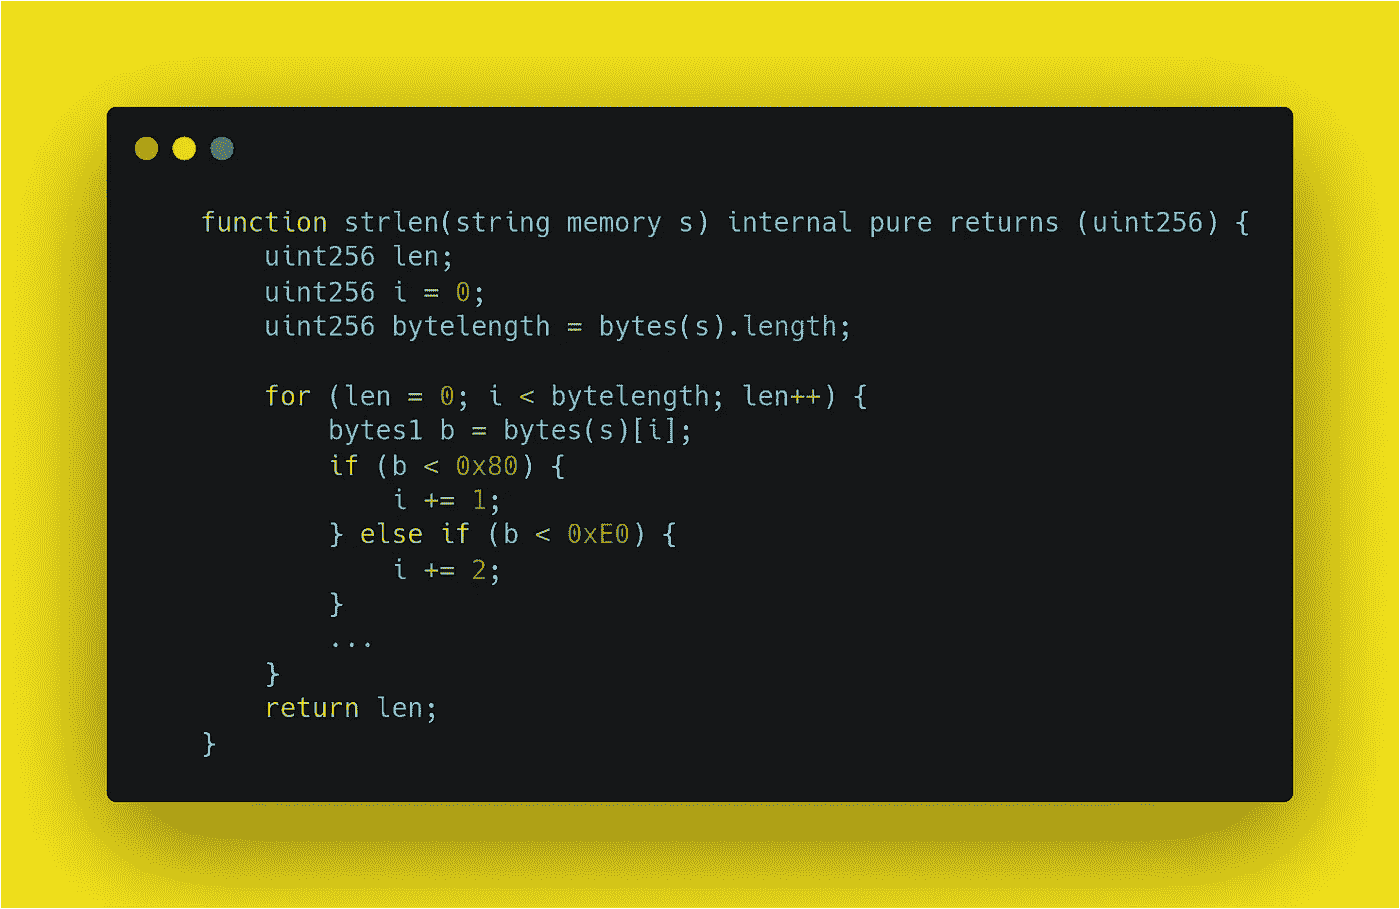 function strlen(string memory s) internal pure returns (uint256) {
    uint256 len;
    uint256 i = 0;
    uint256 bytelength = bytes(s).length;

    for (len = 0; i < bytelength; len++) {
        bytes1 b = bytes(s)[i];
        if (b < 0x80) {
            i += 1;
        } else if (b < 0xE0) {
            i += 2;
        }
        ...
    }
    return len;
}